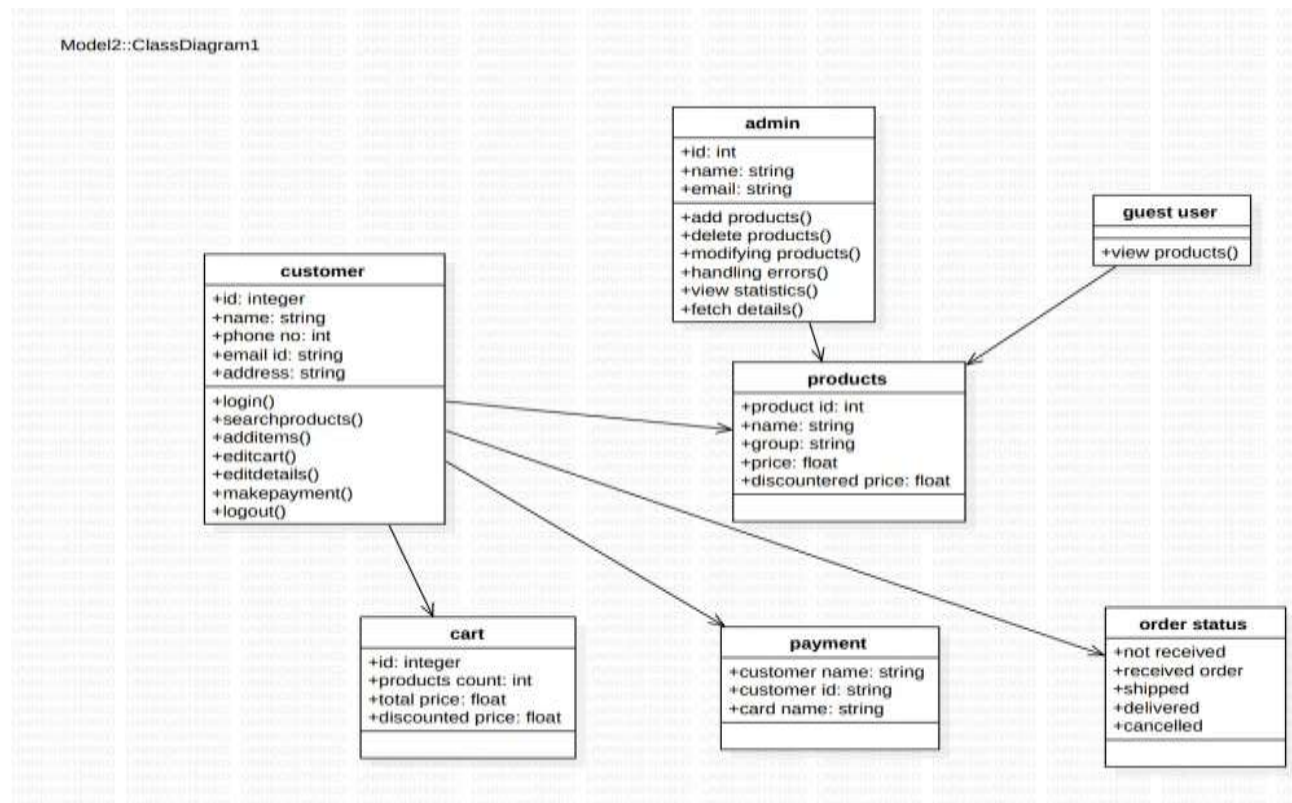 Model2::ClassDiagram1
admin
+id: int
+name: string
+email: string
+add products()
+delete products()
+modifying products()
+handling errors()
+view statistics()
+fetch details()
guest user
+view products()
customer
+id: integer
+name: string
+phone no: int
+email id: string
+address: string
+login()
+searchproducts()
+additems()
+editcart()
+editdetails()
+makepayment()
+logout()
products
+product id: int
+name: string
+group: string
+price: float
+discountered price: float
cart
+id: integer
+products count: int
+total price: float
+discounted price: float
payment
+customer name: string
+customer id: string
+card name: string
order status
+not received
+received order
+shipped
+delivered
+cancelled